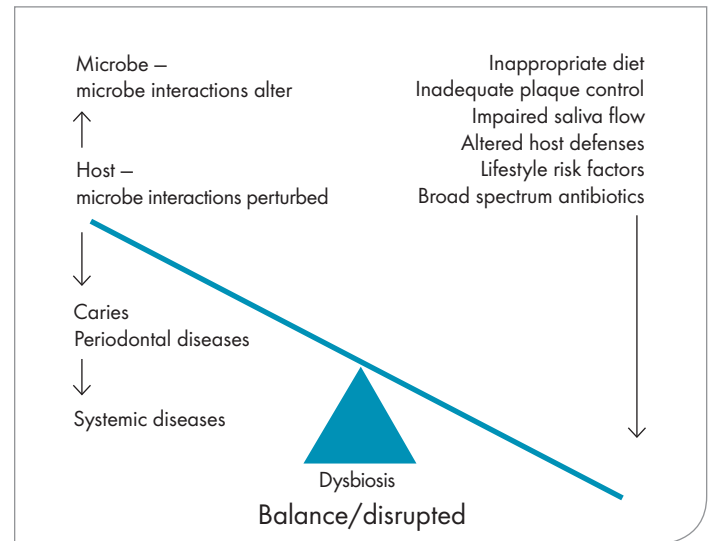 Microbe –
microbe interactions alter
Host –
microbe interactions perturbed
Caries
Periodontal diseases
Systemic diseases
Inappropriate diet
Inadequate plaque control
Impaired saliva flow
Altered host defenses
Lifestyle risk factors
Broad spectrum antibiotics
Dysbiosis
Balance/disrupted